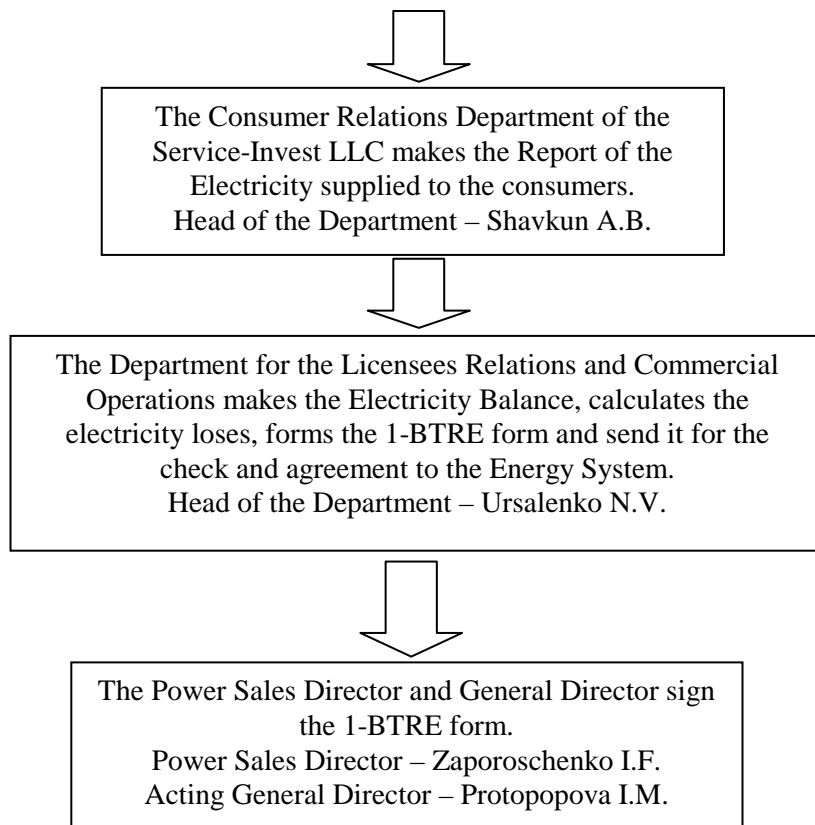 The Consumer Relations Department of the
Service-Invest LLC makes the Report of the
Electricity supplied to the consumers.
Head of the Department – Shavkun A.B.
The Department for the Licensees Relations and Commercial
Operations makes the Electricity Balance, calculates the
electricity loses, forms the 1-BTRE form and send it for the
check and agreement to the Energy System.
Head of the Department – Ursalenko N.V.
The Power Sales Director and General Director sign
the 1-BTRE form.
Power Sales Director – Zaporoschenko I.F.
Acting General Director – Protopopova I.M.